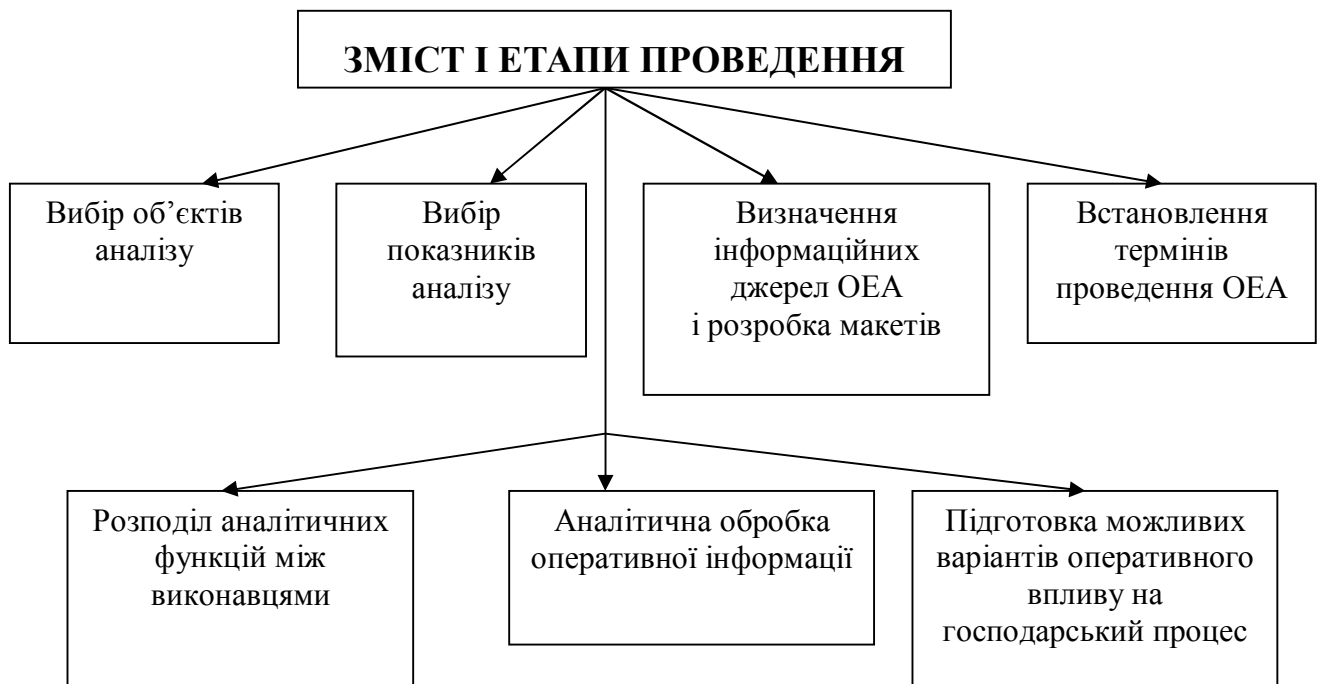 ЗМІСТ І ЕТАПИ ПРОВЕДЕННЯ
Вибір об’єктів
аналізу
Вибір
показників
аналізу
Визначення
інформаційних
джерел ОЕА
і розробка макетів
Встановлення
термінів
проведення ОЕА
Розподіл аналітичних
функцій між
виконавцями
Аналітична обробка
оперативної інформації
Підготовка можливих
варіантів оперативного
впливу на
господарський процес